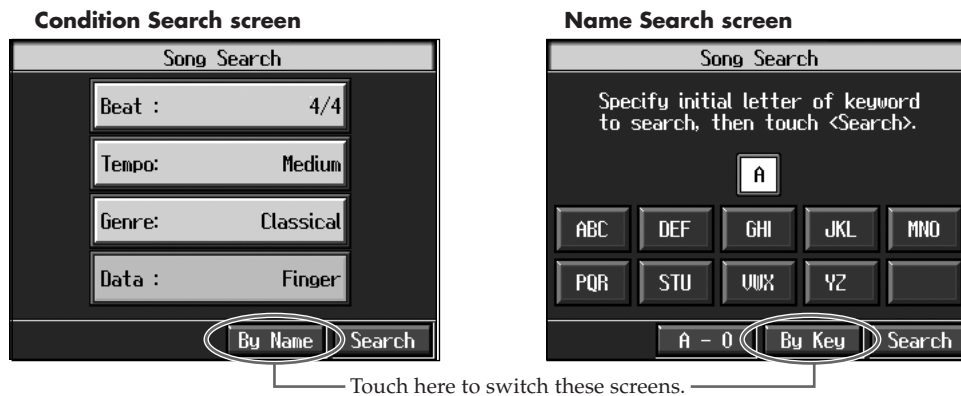 Condition Search screen
Song Search
Beat : 4/4
Tempo: Medium
Genre: Classical
Data : Finger
By Name Search
Name Search screen
Song Search
Specify initial letter of keyword
to search, then touch <Search>.
A
ABC DEF GHI JKL MNO
PQR STU VWX YZ
A - 0 By Key Search
Touch here to switch these screens.